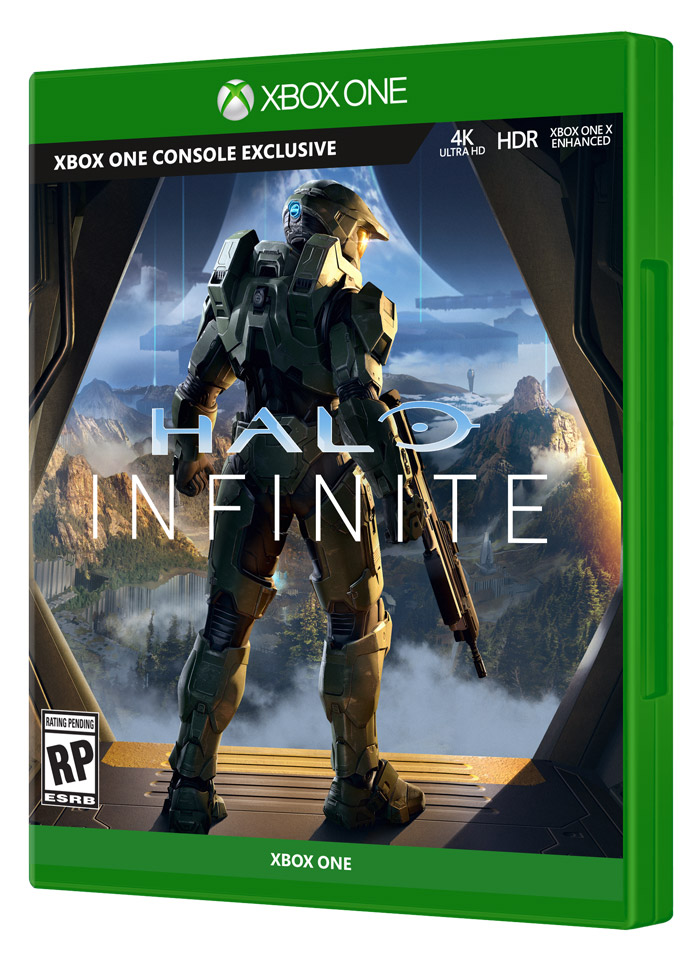 XBOX ONE
XBOX ONE CONSOLE EXCLUSIVE
4K
ULTRA HD
HDR
XBOX ONE X
ENHANCED
HALO
INFINITE
RATING PENDING
RP
ESRB
XBOX ONE